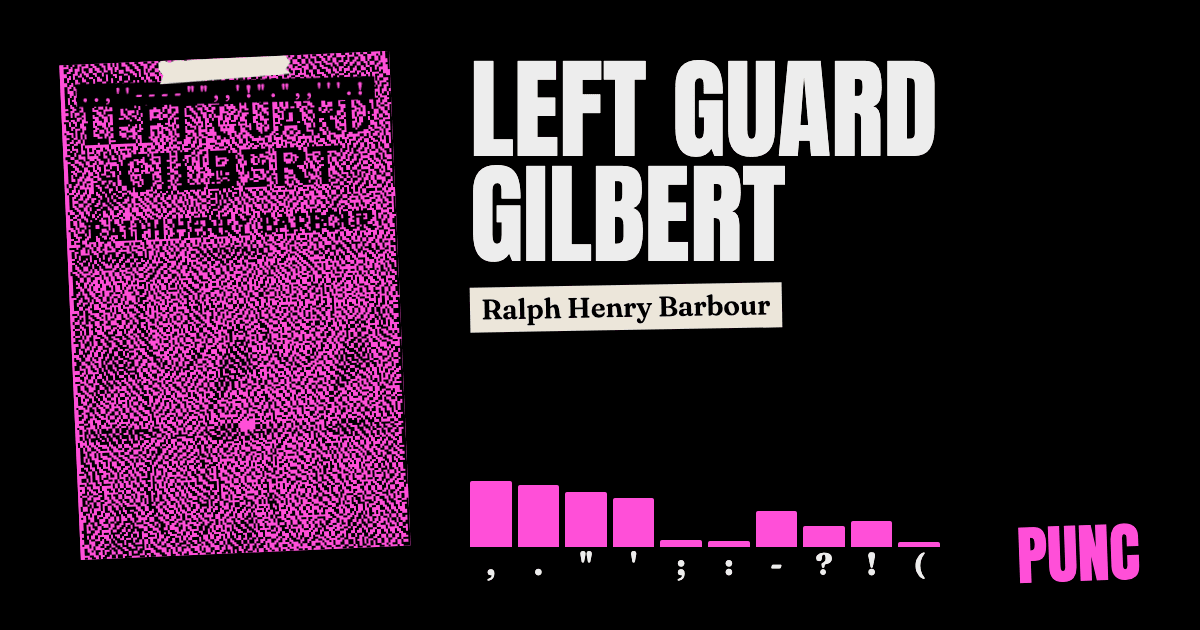 ..,''----"",,'!".",,'''.!
LEFT GUARD
GILBERT
RALPH HENRY BARBOUR
LEFT GUARD
GILBERT
Ralph Henry Barbour
, . " ' ; : - ? ! (
PUNC